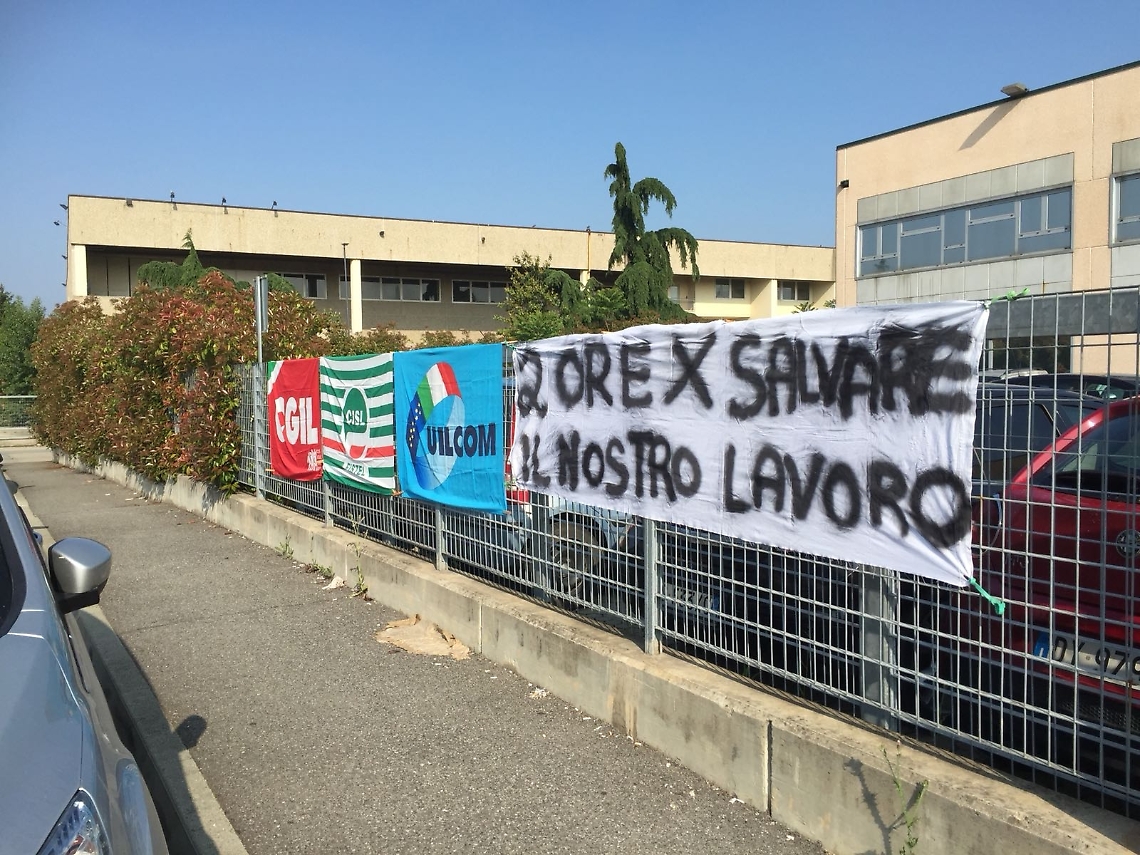 CGIL
CISL
UILCOM
2 ORE X SALVARE
IL NOSTRO LAVORO